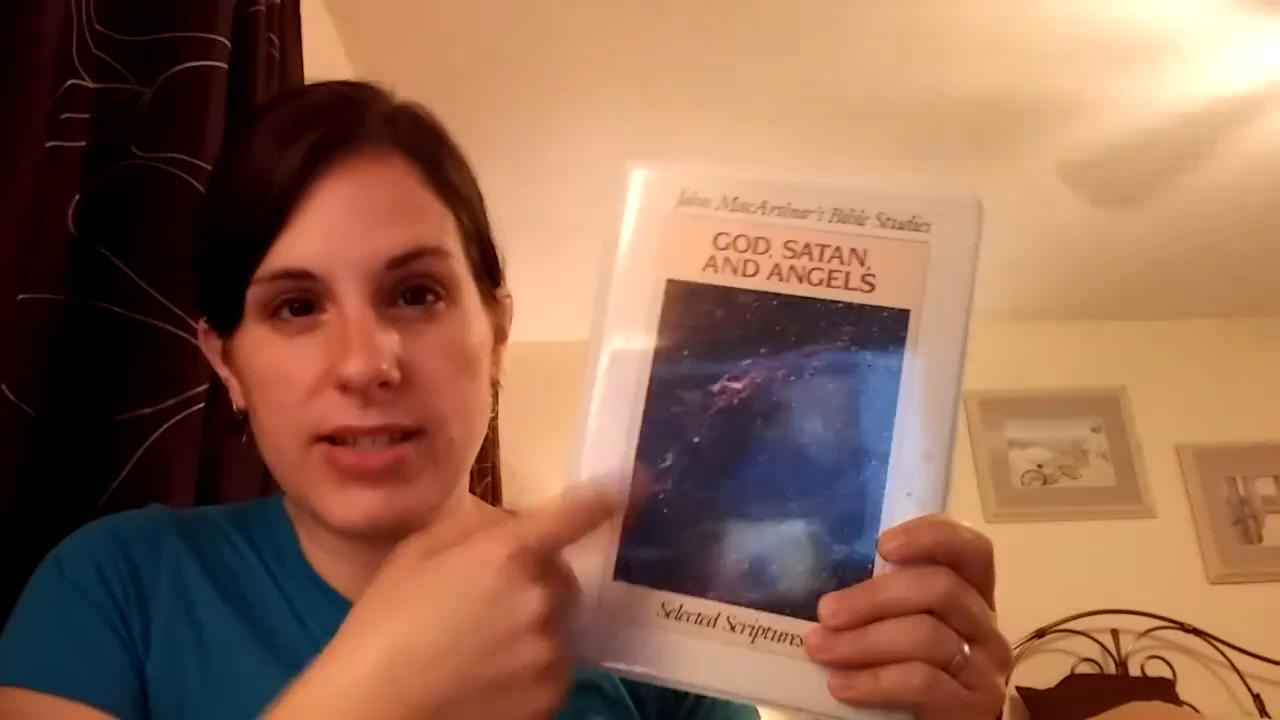 John MacArthur's Bible Studies
GOD, SATAN,
AND ANGELS
Selected Scriptures